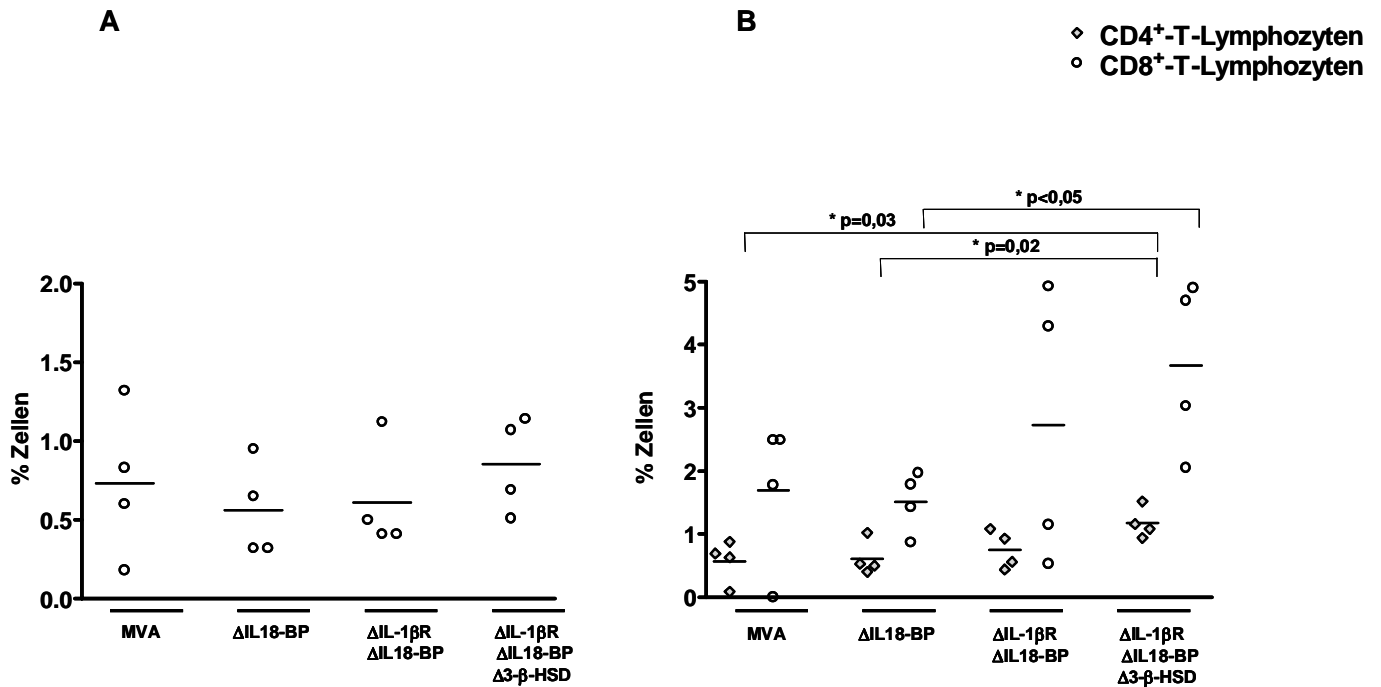 A
B
CD4⁺-T-Lymphozyten
CD8⁺-T-Lymphozyten
* p<0,05
* p=0,03
* p=0,02
% Zellen
2.0
1.5
1.0
0.5
0.0
MVA
ΔIL18-BP
ΔIL-1βR
ΔIL18-BP
ΔIL-1βR
ΔIL18-BP
Δ3-β-HSD
% Zellen
5
4
3
2
1
0
MVA
ΔIL18-BP
ΔIL-1βR
ΔIL18-BP
ΔIL-1βR
ΔIL18-BP
Δ3-β-HSD